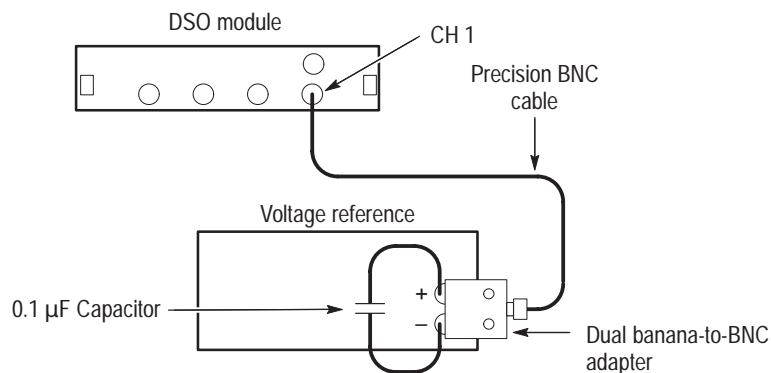 DSO module
CH 1
Precision BNC
cable
Voltage reference
+
0.1 µF Capacitor
–
Dual banana-to-BNC
adapter